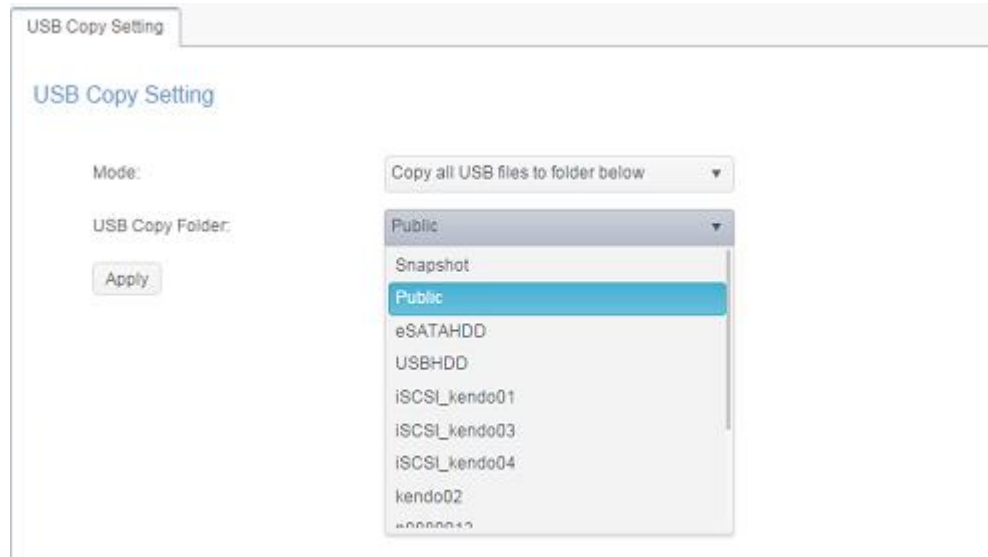 USB Copy Setting
USB Copy Setting
Mode:
Copy all USB files to folder below
USB Copy Folder:
Public
Apply
Snapshot
Public
eSATAHDD
USBHDD
iSCSI_kendo01
iSCSI_kendo03
iSCSI_kendo04
kendo02